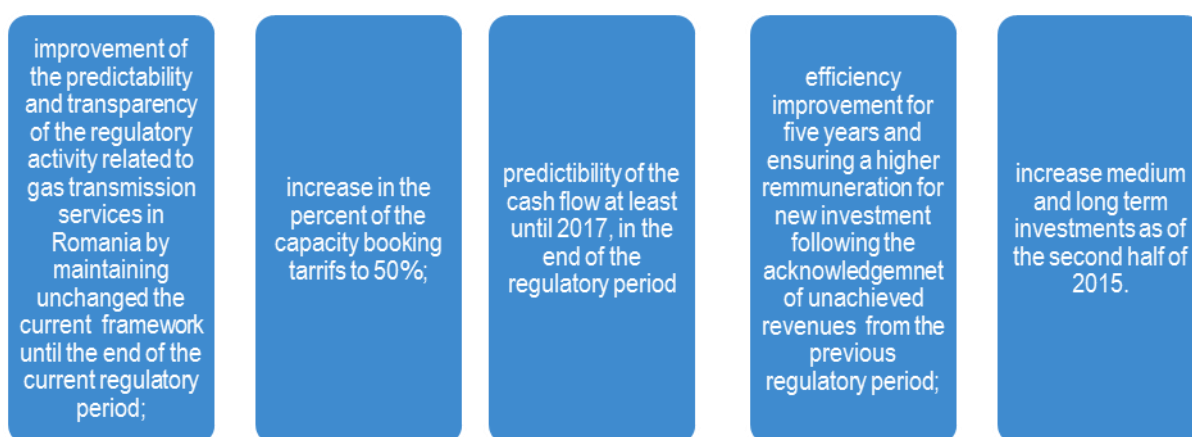 improvement of
the predictability
and transparency
of the regulatory
activity related to
gas transmission
services in
Romania by
maintaining
unchanged the
current framework
until the end of the
current regulatory
period;
increase in the
percent of the
capacity booking
tarrifs to 50%;
predictibility of the
cash flow at least
until 2017, in the
end of the
regulatory period
efficiency
improvement for
five years and
ensuring a higher
remmuneration for
new investment
following the
acknowledgemnet
of unachieved
revenues from the
previous
regulatory period;
increase medium
and long term
investments as of
the second half of
2015.